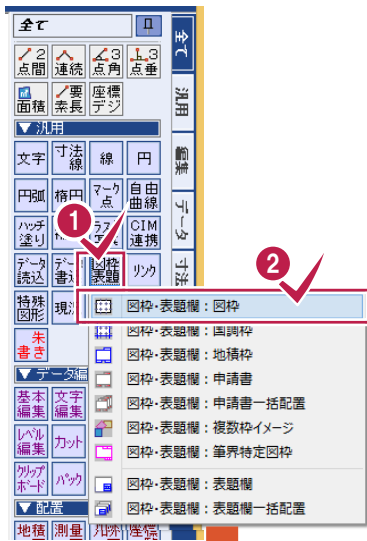 全て
全て
2点間 連続 3点角 3点垂
面積 要素長 座標デジ
汎用
▼汎用
編集
データ
寸法
文字 寸法線 線 円
円弧 楕円 マーク点 自由曲線
ハッチ塗り CIM連携
1
データ読込 図枠表題 リンク
2
特殊図形
図枠・表題欄：図枠
朱書き
図枠・表題欄：国調枠
図枠・表題欄：地積枠
図枠・表題欄：申請書
図枠・表題欄：申請書一括配置
図枠・表題欄：複数枠イメージ
図枠・表題欄：筆界特定図枠
図枠・表題欄：表題欄
図枠・表題欄：表題欄一括配置
▼データ編
基本編集 文字編集
レベル編集 カット
クリップボード パック
▼配置
地積 測量 座標